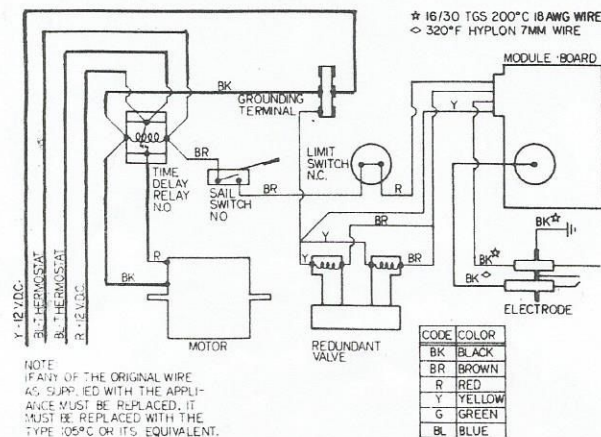 ☆ 16/30 TGS 200°C 18 AWG WIRE
◇ 320°F HYPLON 7MM WIRE
MODULE BOARD
BK
GROUNDING
TERMINAL
Y
BR
LIMIT
SWITCH
N.C.
R
TIME
DELAY
RELAY
N.O
SAIL
SWITCH
NO
BR
BR
Y
R
Y
BR
BK
BK☆
BK☆
BK◇
ELECTRODE
MOTOR
REDUNDANT
VALVE
Y-12 V.D.C.
BL-THERMOSTAT
BL THERMOSTAT
R-12 V.D.C.
NOTE:
IF ANY OF THE ORIGINAL WIRE
AS SUPPLIED WITH THE APPLI-
ANCE MUST BE REPLACED, IT
MUST BE REPLACED WITH THE
TYPE 105°C OR ITS EQUIVALENT.
CODE COLOR
BK BLACK
BR BROWN
R RED
Y YELLOW
G GREEN
BL BLUE